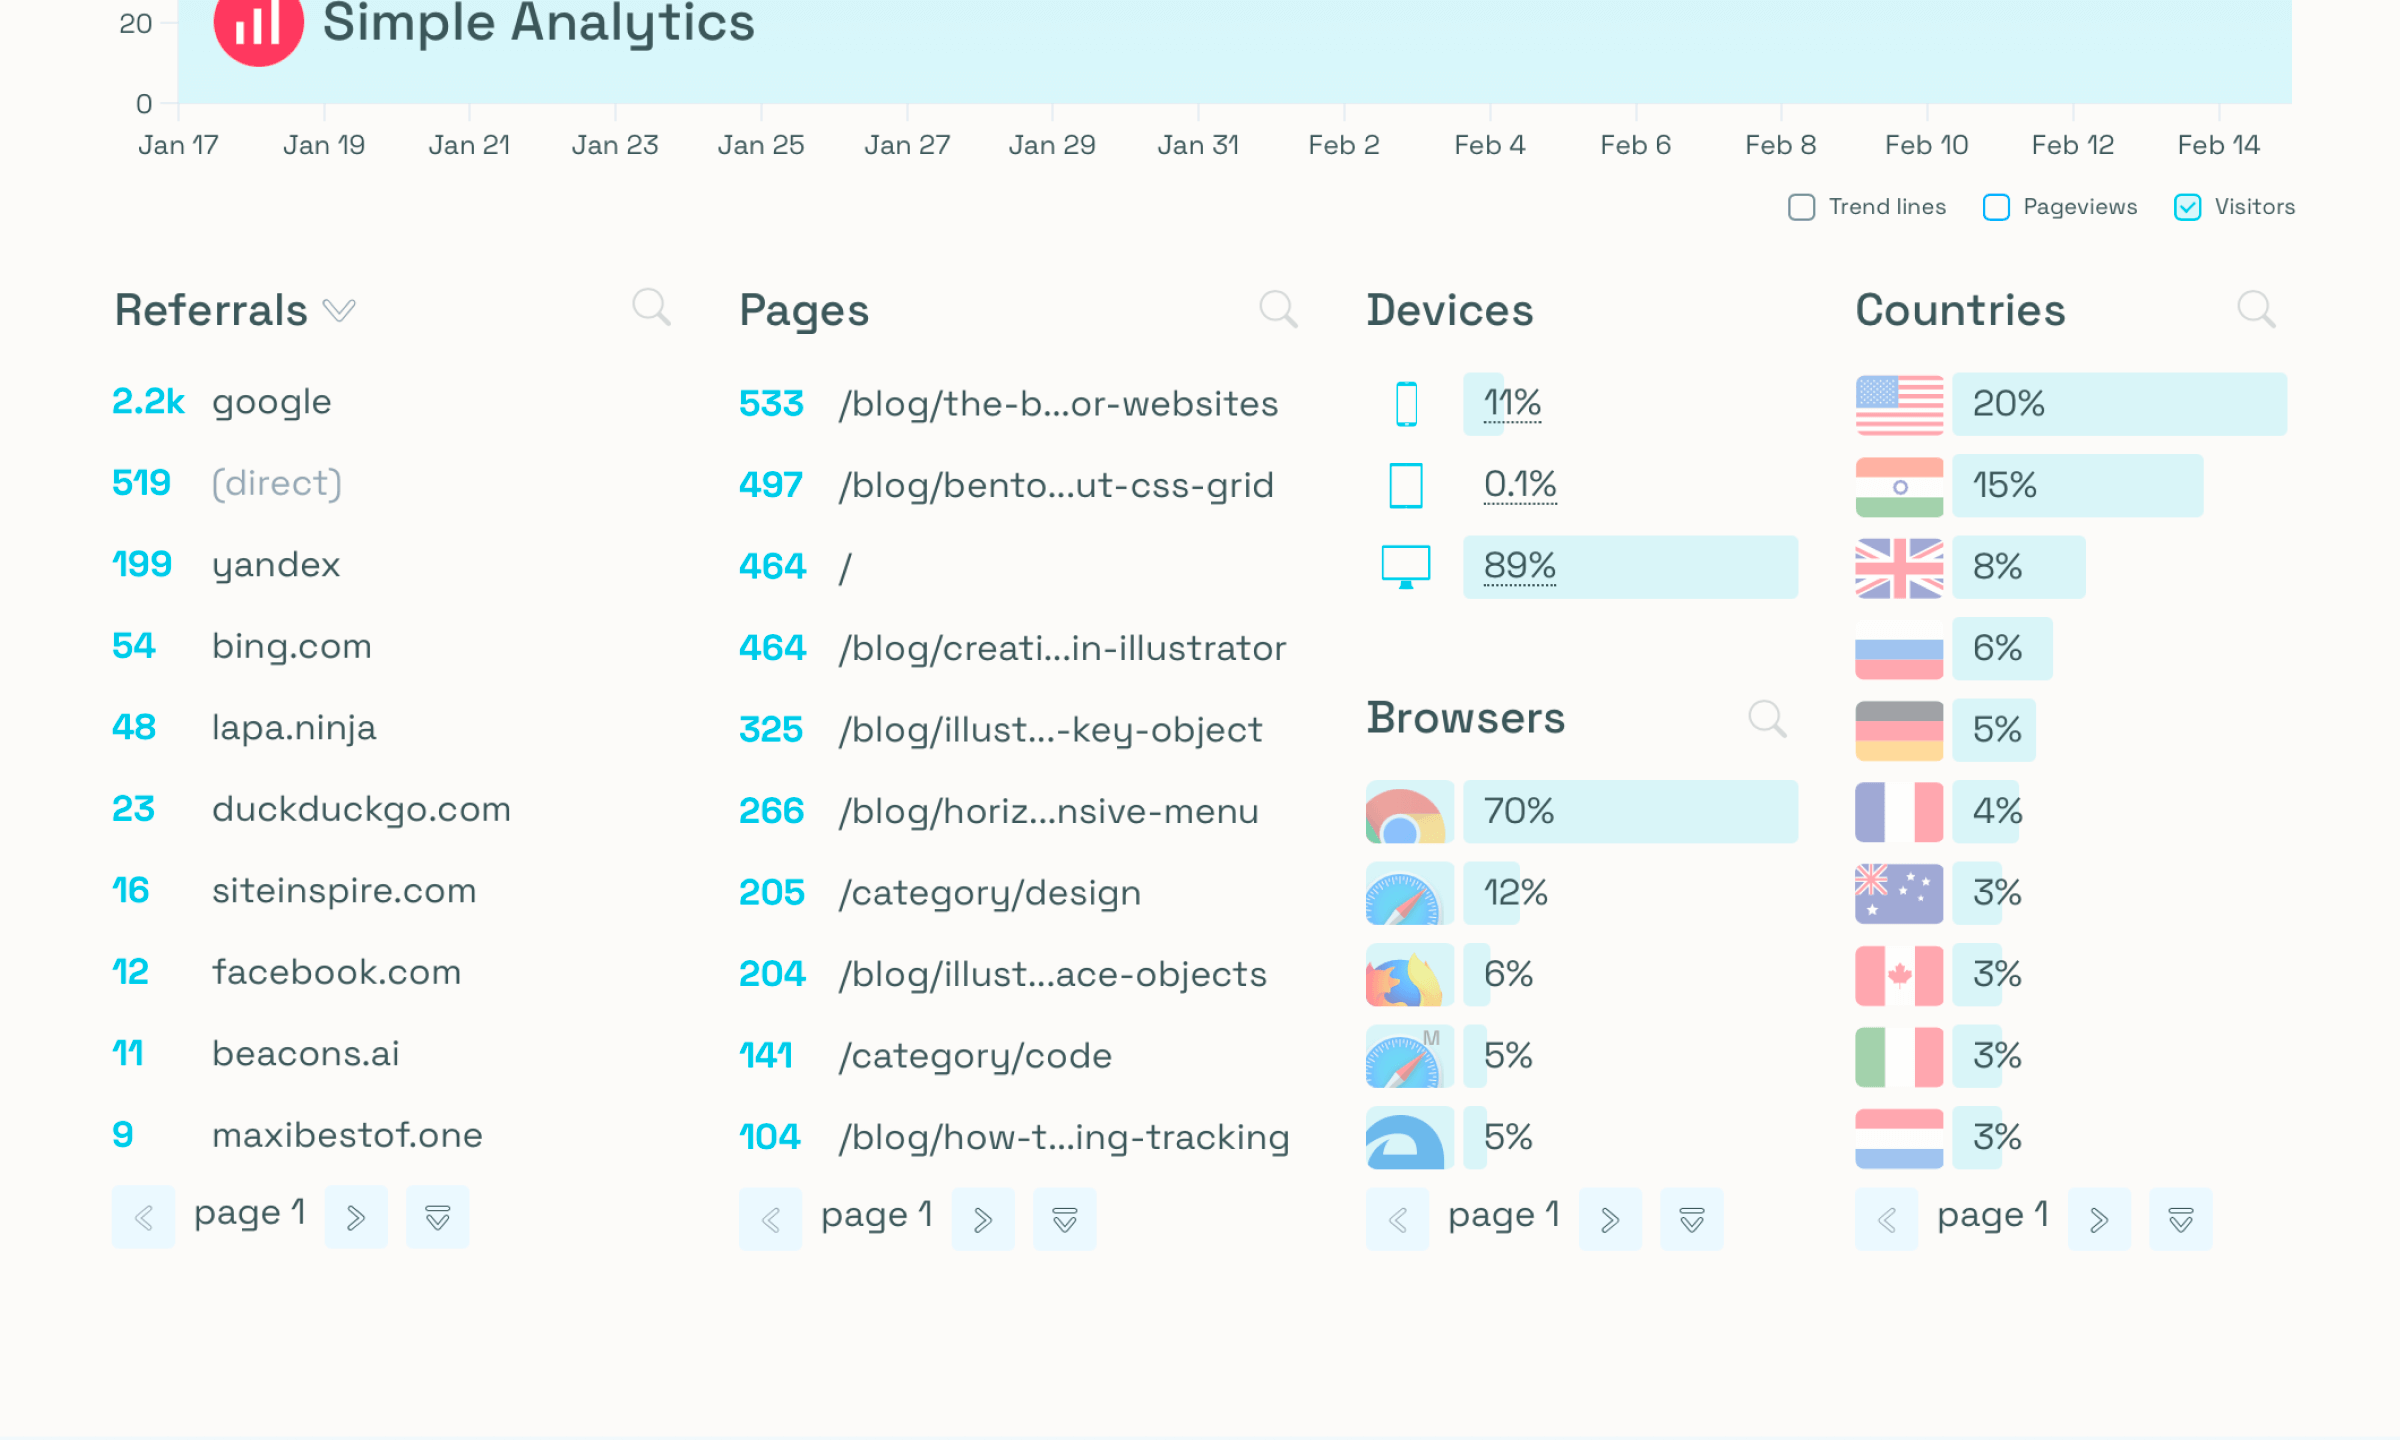 20
Simple Analytics
0
Jan 17 Jan 19 Jan 21 Jan 23 Jan 25 Jan 27 Jan 29 Jan 31 Feb 2 Feb 4 Feb 6 Feb 8 Feb 10 Feb 12 Feb 14
Trend lines Pageviews Visitors
Referrals
2.2k google
519 (direct)
199 yandex
54 bing.com
48 lapa.ninja
23 duckduckgo.com
16 siteinspire.com
12 facebook.com
11 beacons.ai
9 maxibestof.one
page 1
Pages
533 /blog/the-b...or-websites
497 /blog/bento...ut-css-grid
464 /
464 /blog/creati...in-illustrator
325 /blog/illust...-key-object
266 /blog/horiz...nsive-menu
205 /category/design
204 /blog/illust...ace-objects
141 /category/code
104 /blog/how-t...ing-tracking
page 1
Devices
11%
0.1%
89%
Browsers
70%
12%
6%
M
5%
5%
page 1
Countries
20%
15%
8%
6%
5%
4%
3%
3%
3%
3%
page 1